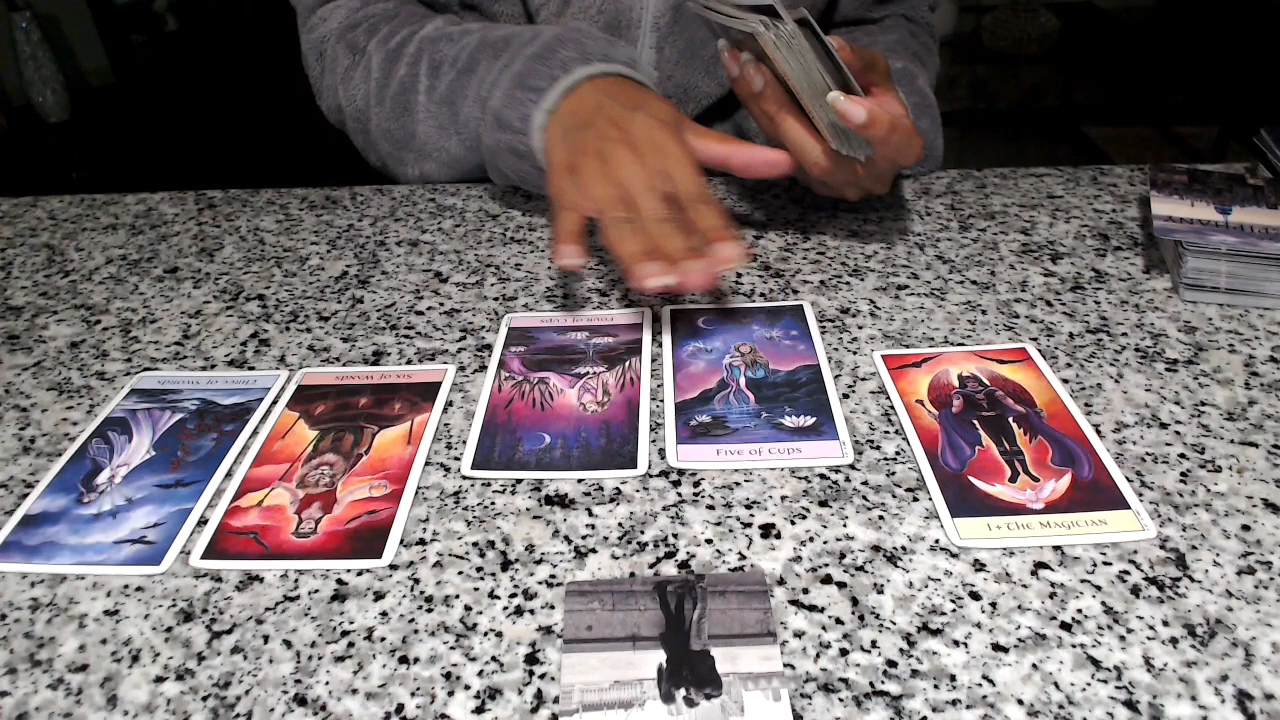 Three of Swords
Six of Wands
Four of Cups
Five of Cups
I+The Magician